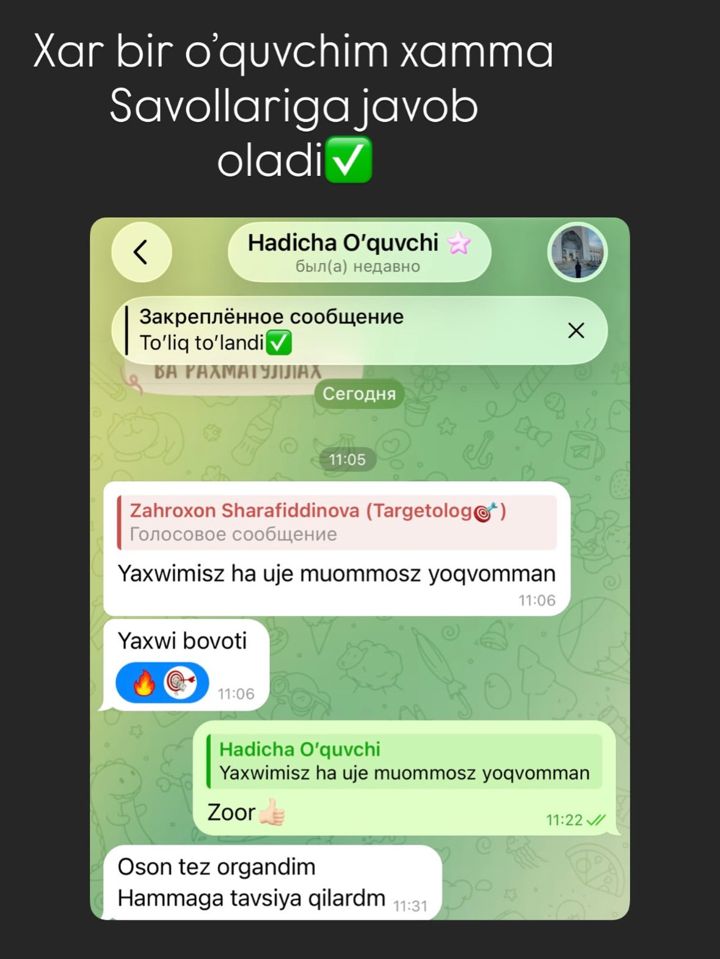 Xar bir o’quvchim xamma
Savollariga javob
oladi✅
Hadicha O’quvchi
был(а) недавно
Закреплённое сообщение
To’liq to’landi✅
ВА РАХМАТУЛЛАХ
Сегодня
11:05
Zahroxon Sharafiddinova (Targetolog🎯)
Голосовое сообщение
Yaxwimisz ha uje muommosz yoqvomman
11:06
Yaxwi bovoti
🔥 🎯 11:06
Hadicha O’quvchi
Yaxwimisz ha uje muommosz yoqvomman
Zoor👍🏻
11:22
Oson tez organdim
Hammaga tavsiya qilardm 11:31